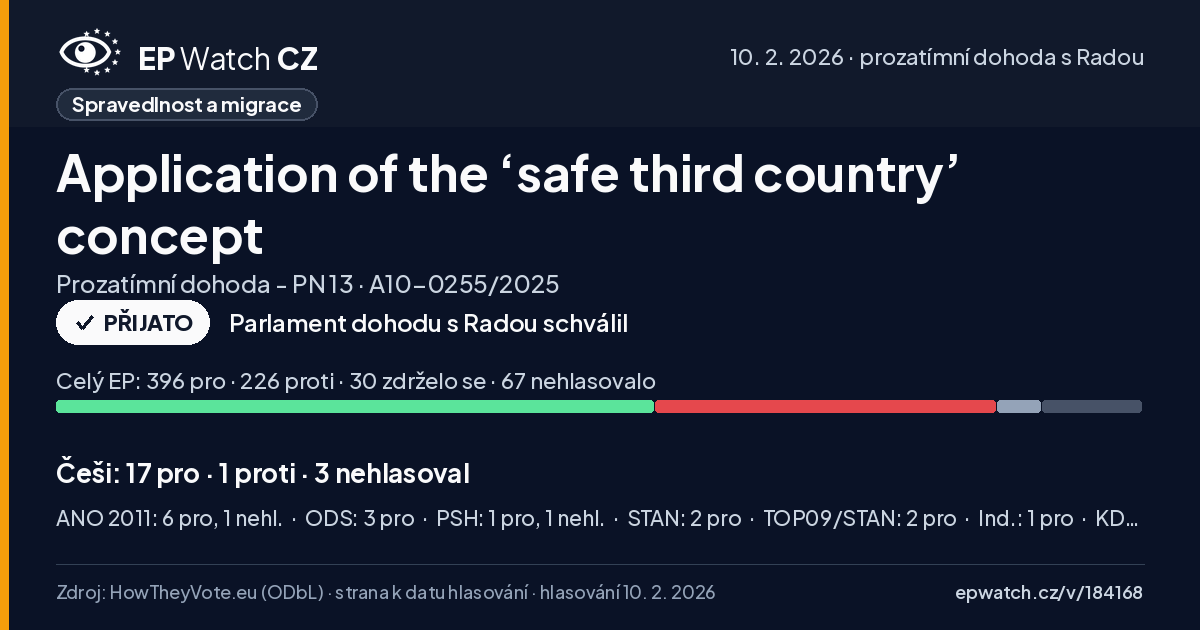 EP Watch CZ
10. 2. 2026 · prozatímní dohoda s Radou
Spravedlnost a migrace
Application of the ‘safe third country’
concept
Prozatímní dohoda - PN 13 · A10–0255/2025
✓ PŘIJATO Parlament dohodu s Radou schválil
Celý EP: 396 pro · 226 proti · 30 zdrželo se · 67 nehlasovalo
Češi: 17 pro · 1 proti · 3 nehlasoval
ANO 2011: 6 pro, 1 nehl. · ODS: 3 pro · PSH: 1 pro, 1 nehl. · STAN: 2 pro · TOP09/STAN: 2 pro · Ind.: 1 pro · KD…
Zdroj: HowTheyVote.eu (ODbL) · strana k datu hlasování · hlasování 10. 2. 2026
epwatch.cz/v/184168